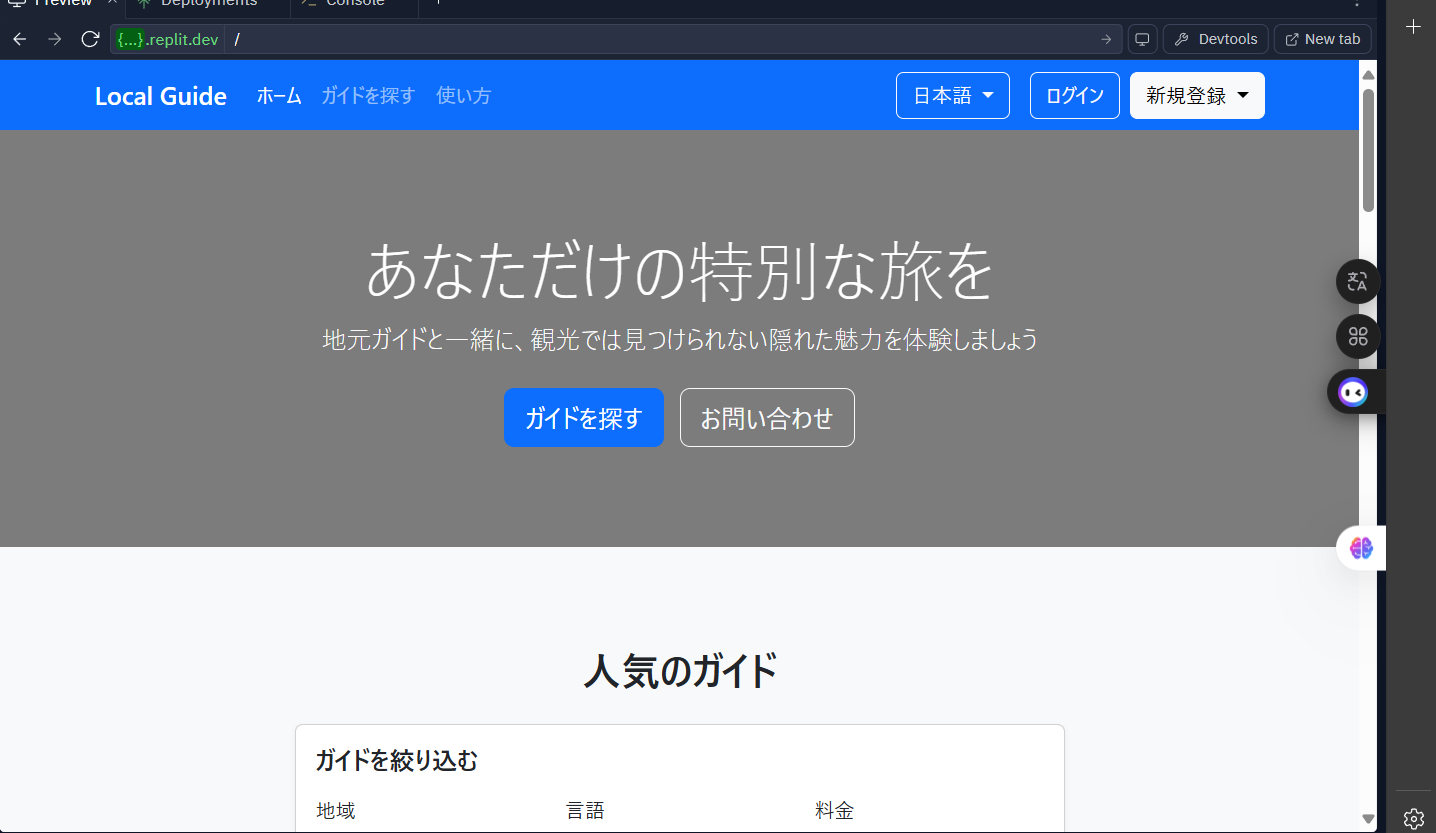 Preview Deployments Console
{...}.replit.dev / Devtools New tab
Local Guide ホーム ガイドを探す 使い方 日本語 ログイン 新規登録
あなただけの特別な旅を
地元ガイドと一緒に、観光では見つけられない隠れた魅力を体験しましょう
ガイドを探す お問い合わせ
人気のガイド
ガイドを絞り込む
地域 言語 料金